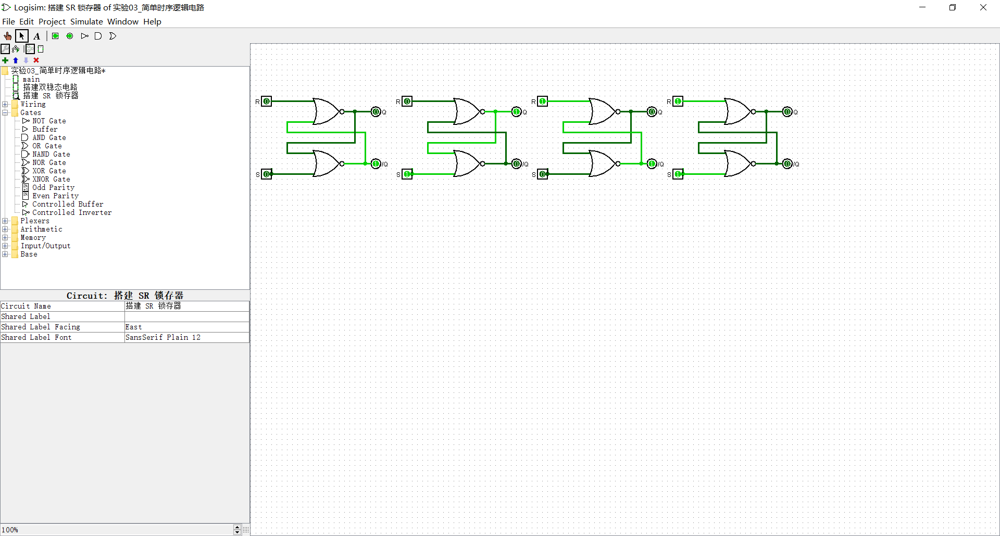 Logisim: 搭建 SR 锁存器 of 实验03_简单时序逻辑电路
File Edit Project Simulate Window Help
A
实验03_简单时序逻辑电路*
main
搭建双稳态电路
搭建 SR 锁存器
Wiring
Gates
NOT Gate
Buffer
AND Gate
OR Gate
NAND Gate
NOR Gate
XOR Gate
XNOR Gate
Odd Parity
Even Parity
Controlled Buffer
Controlled Inverter
Plexers
Arithmetic
Memory
Input/Output
Base
Circuit: 搭建 SR 锁存器
Circuit Name 搭建 SR 锁存器
Shared Label
Shared Label Facing East
Shared Label Font SansSerif Plain 12
100%
R 0 R 0 R 1 R 1
0 Q 1 Q 0 Q 0 Q
1 /Q 0 /Q 1 /Q 0 /Q
S 0 S 1 S 0 S 1